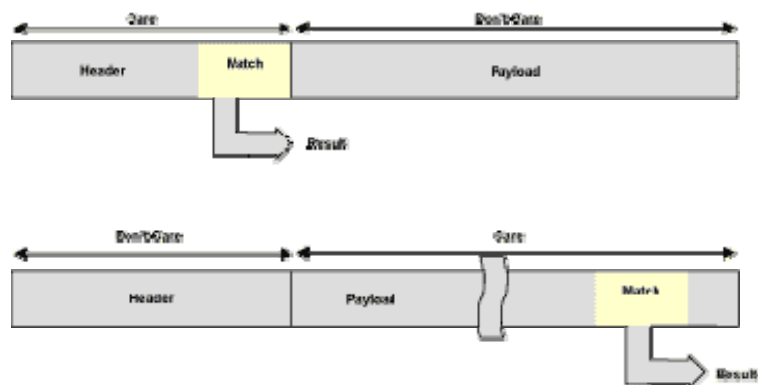 Care Don't Care
Header Match Payload
Result
Don't Care Care
Header Payload Match
Result